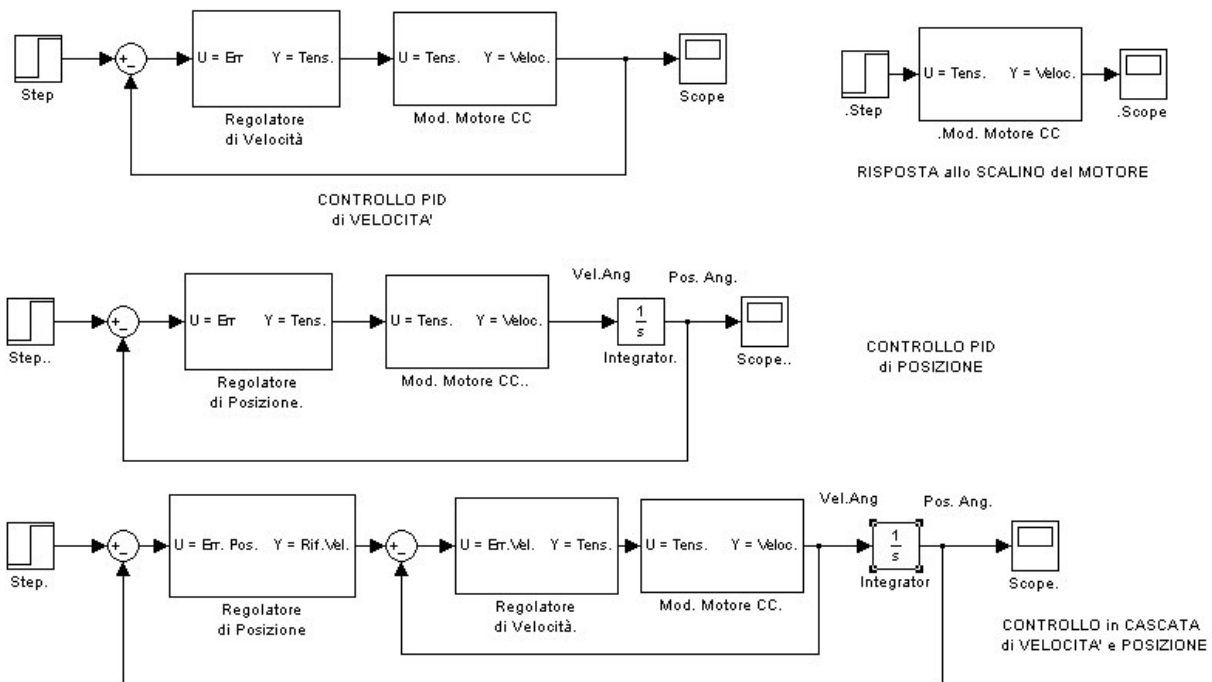 U = Err Y = Tens.
U = Tens. Y = Veloc.
Step
Regolatore
di Velocità
Mod. Motore CC
Scope
CONTROLLO PID
di VELOCITA'
U = Tens. Y = Veloc.
.Step
.Mod. Motore CC
.Scope
RISPOSTA allo SCALINO del MOTORE
Vel.Ang
Pos. Ang.
U = Err Y = Tens.
U = Tens. Y = Veloc.
1
s
Step..
Regolatore
di Posizione.
Mod. Motore CC..
Integrator.
Scope..
CONTROLLO PID
di POSIZIONE
Vel.Ang
Pos. Ang.
U = Err. Pos. Y = Rif.Vel.
U = Err.Vel. Y = Tens.
U = Tens. Y = Veloc.
1
s
Step.
Regolatore
di Posizione
Regolatore
di Velocità.
Mod. Motore CC.
Integrator
Scope.
CONTROLLO in CASCATA
di VELOCITA' e POSIZIONE